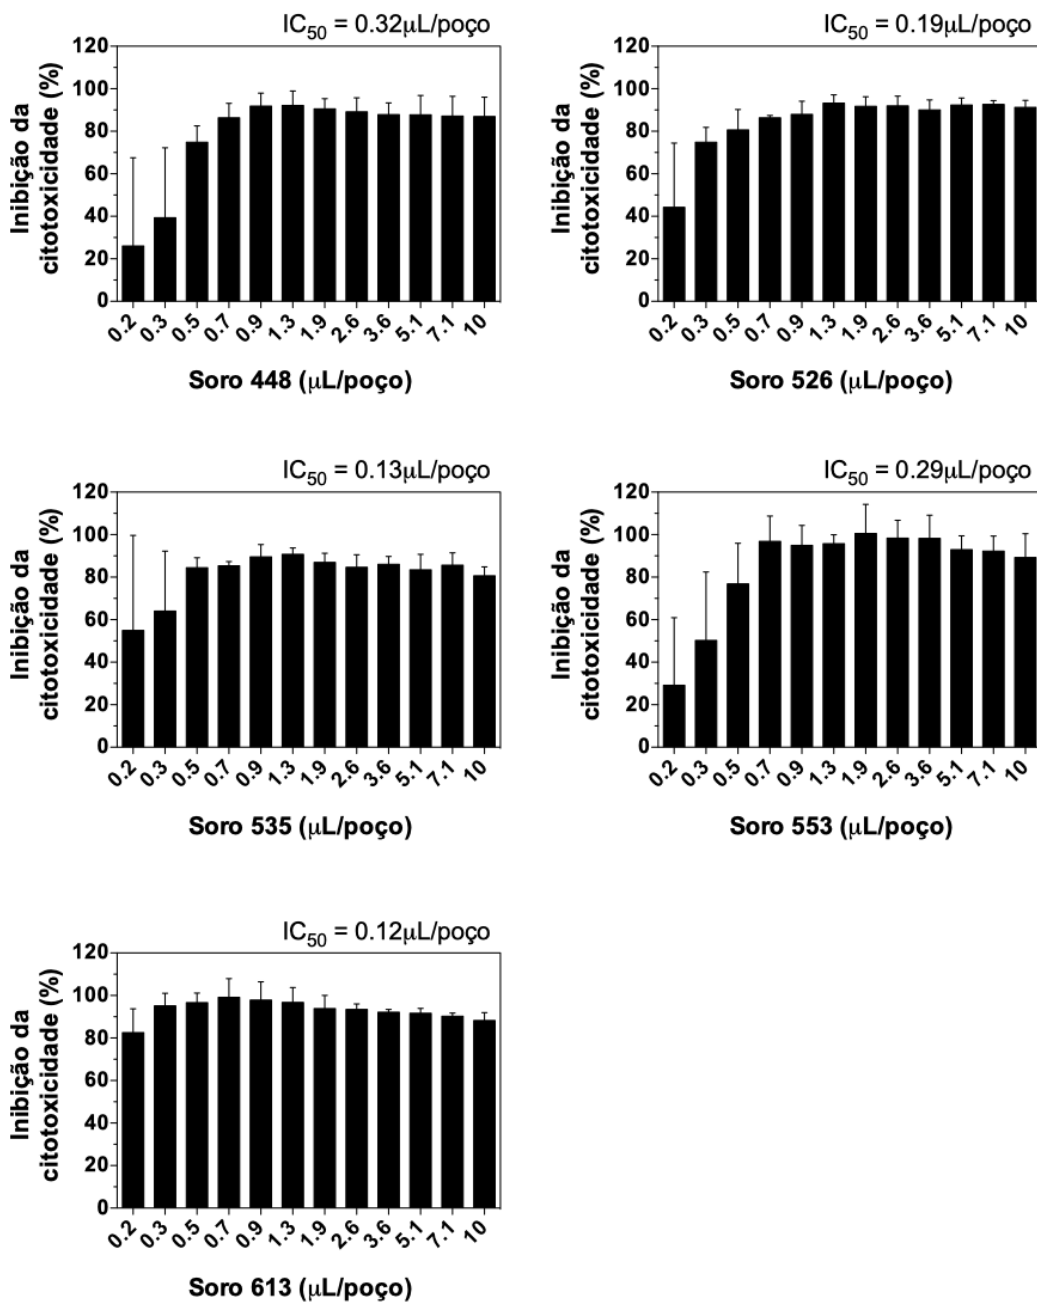 IC50 = 0.32μL/poço
Inibição da
citotoxicidade (%)
120
100
80
60
40
20
0
0.2 0.3 0.5 0.7 0.9 1.3 1.9 2.6 3.6 5.1 7.1 10
Soro 448 (μL/poço)
IC50 = 0.19μL/poço
Inibição da
citotoxicidade (%)
120
100
80
60
40
20
0
0.2 0.3 0.5 0.7 0.9 1.3 1.9 2.6 3.6 5.1 7.1 10
Soro 526 (μL/poço)
IC50 = 0.13μL/poço
Inibição da
citotoxicidade (%)
120
100
80
60
40
20
0
0.2 0.3 0.5 0.7 0.9 1.3 1.9 2.6 3.6 5.1 7.1 10
Soro 535 (μL/poço)
IC50 = 0.29μL/poço
Inibição da
citotoxicidade (%)
120
100
80
60
40
20
0
0.2 0.3 0.5 0.7 0.9 1.3 1.9 2.6 3.6 5.1 7.1 10
Soro 553 (μL/poço)
IC50 = 0.12μL/poço
Inibição da
citotoxicidade (%)
120
100
80
60
40
20
0
0.2 0.3 0.5 0.7 0.9 1.3 1.9 2.6 3.6 5.1 7.1 10
Soro 613 (μL/poço)